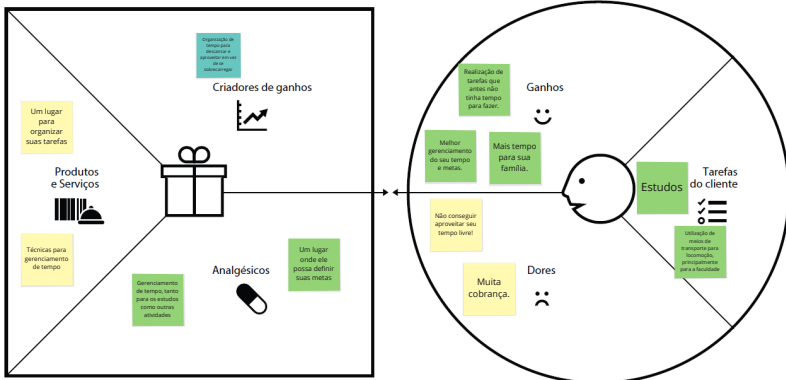 Organização de
tempo para
descansar e
aproveitar em vez
de se
sobrecarregar
Criadores de ganhos
Um lugar
para
organizar
suas tarefas
Produtos
e Serviços
Técnicas para
gerenciamento
de tempo
Analgésicos
Gerenciamento
de tempo, tanto
para os estudos
como outras
atividades
Um lugar
onde ele
possa definir
suas metas
Realização de
tarefas que
antes não
tinha tempo
para fazer.
Ganhos
Melhor
gerenciamento
do seu tempo
e metas.
Mais tempo
para sua
família.
Estudos
Tarefas
do cliente
Utilização de
meios de
transporte para
locomoção,
principalmente
para a faculdade
Não conseguir
aproveitar seu
tempo livre!
Dores
Muita
cobrança.